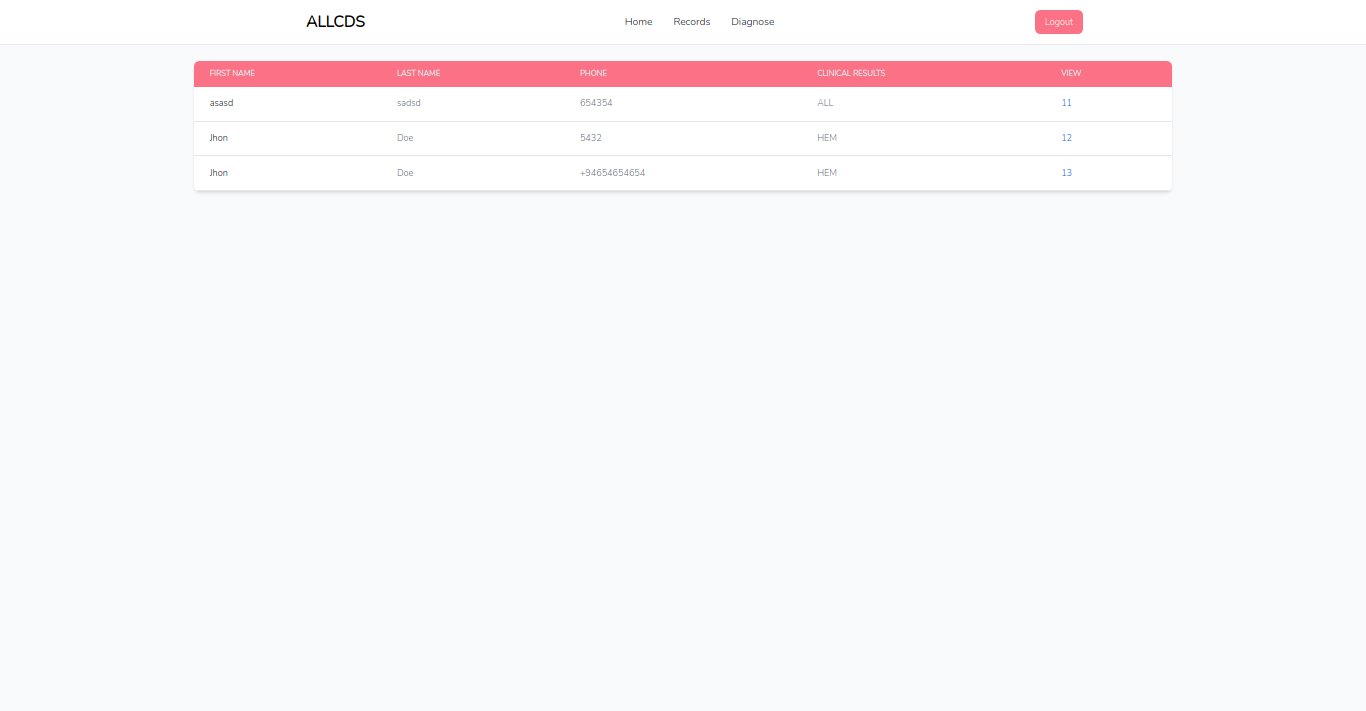 ALLCDS Home Records Diagnose Logout
FIRST NAME LAST NAME PHONE CLINICAL RESULTS VIEW
asasd sadsd 654354 ALL 11
Jhon Doe 5432 HEM 12
Jhon Doe +94654654654 HEM 13